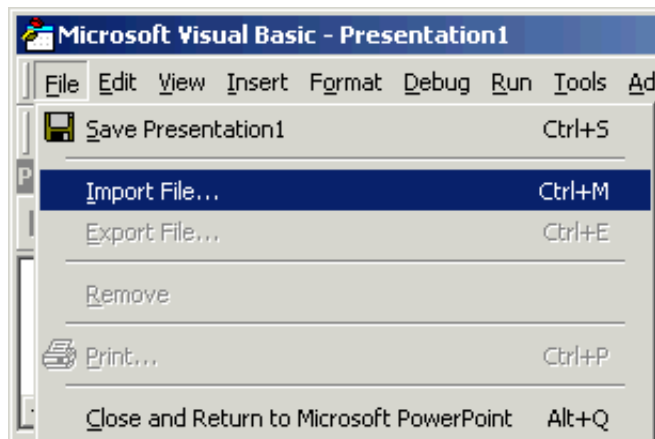 Microsoft Visual Basic - Presentation1
File Edit View Insert Format Debug Run Tools Ad
Save Presentation1 Ctrl+S
P
Import File... Ctrl+M
Export File... Ctrl+E
Remove
Print... Ctrl+P
Close and Return to Microsoft PowerPoint Alt+Q